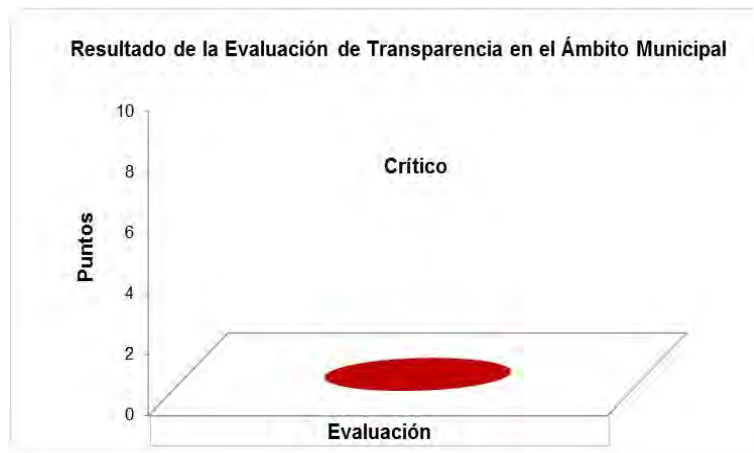 Resultado de la Evaluación de Transparencia en el Ámbito Municipal
10
Crítico
8
6
Puntos
4
2
0
Evaluación